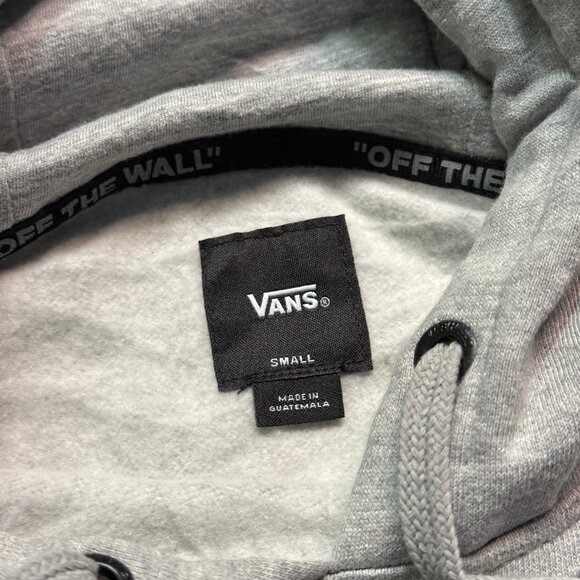 "OFF THE WALL"
"OFF THE
VANS®
SMALL
MADE IN
GUATEMALA